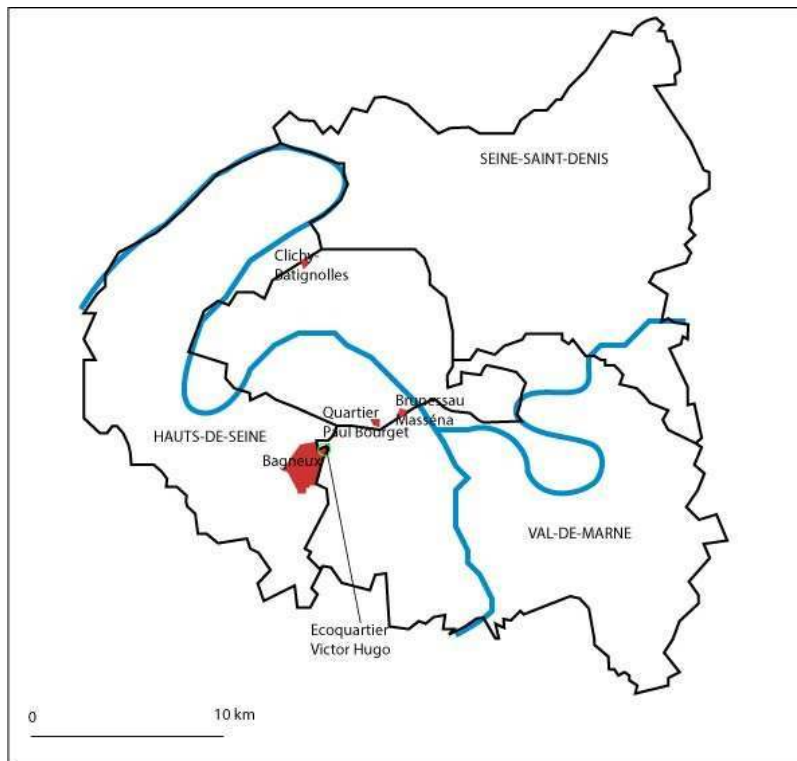 SEINE-SAINT-DENIS
Clichy-
Batignolles
Quartier
Paul Bourget
Brunessau
Masséna
HAUTS-DE-SEINE
Bagneux
VAL-DE-MARNE
Ecoquartier
Victor Hugo
0
10 km